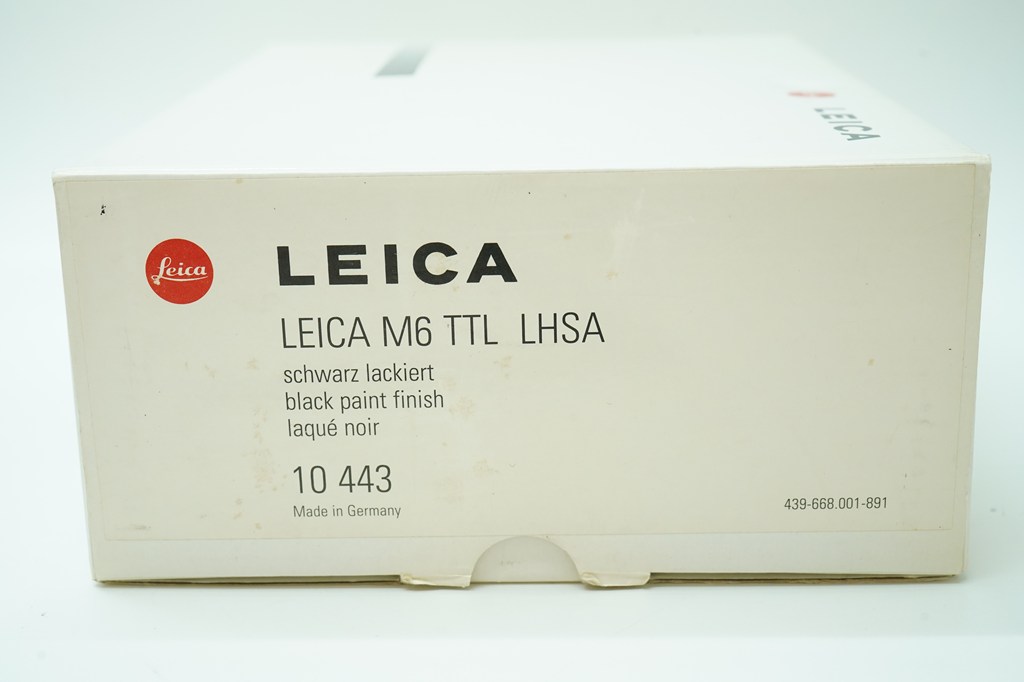 LEICA
Leica
LEICA
LEICA M6 TTL LHSA
schwarz lackiert
black paint finish
laqué noir
10 443
Made in Germany
439-668.001-891